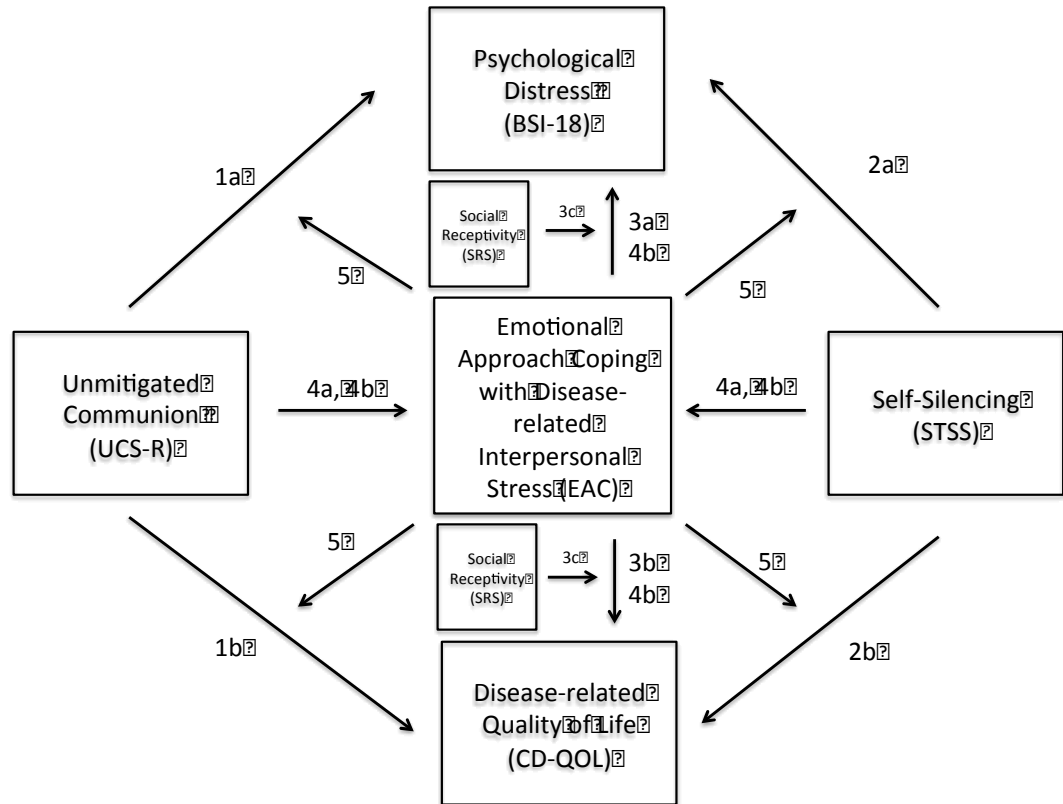 Psychological
Distress
(BSI-18)
1a
2a
Social
Receptivity
(SRS)
3c
3a
4b
5
5
Unmitigated
Communion
(UCS-R)
4a, 4b
Emotional
Approach Coping
with Disease-
related
Interpersonal
Stress (EAC)
4a, 4b
Self-Silencing
(STSS)
5
Social
Receptivity
(SRS)
3c
3b
4b
5
1b
2b
Disease-related
Quality of Life
(CD-QOL)